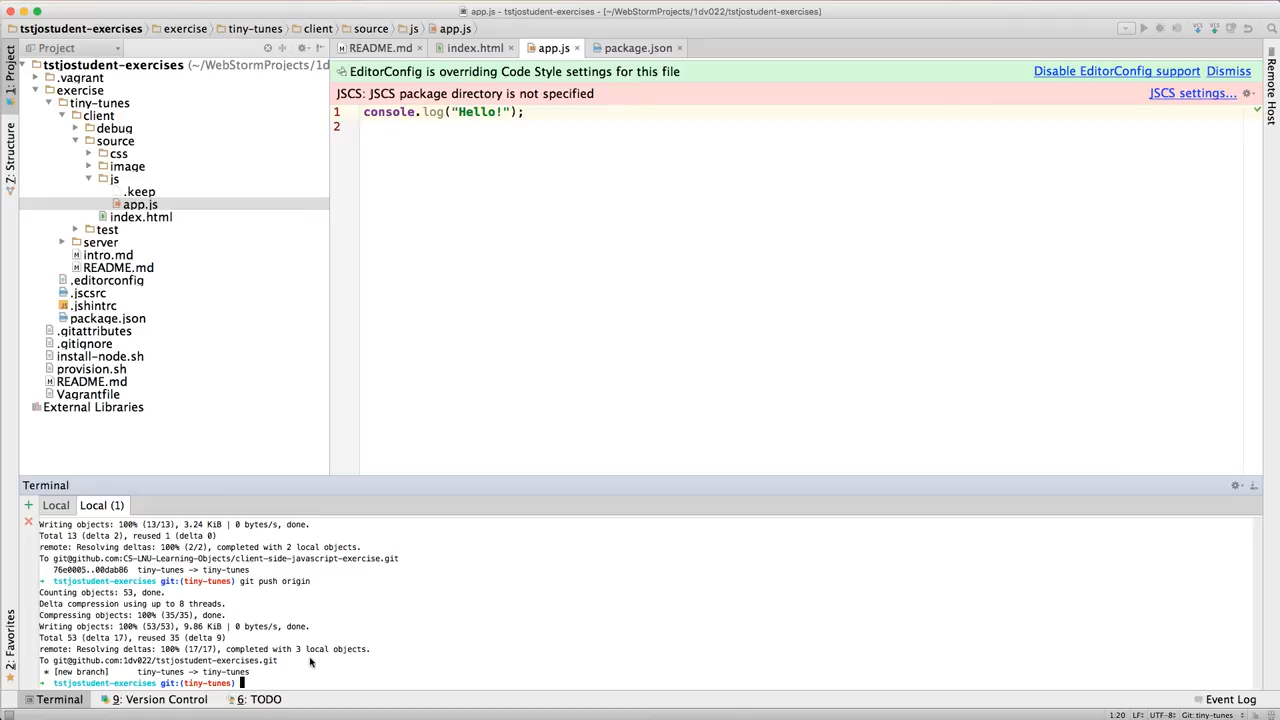 app.js - tstjostudent-exercises - [~/WebStormProjects/1dv022/tstjostudent-exercises]
tstjostudent-exercises exercise tiny-tunes client source js app.js
Project
README.md × index.html × app.js × package.json ×
1: Project
Z: Structure
2: Favorites
Remote Host
tstjostudent-exercises (~/WebStormProjects/1d
.vagrant
exercise
tiny-tunes
client
debug
source
css
image
js
.keep
app.js
index.html
test
server
intro.md
README.md
.editorconfig
.jscsrc
.jshintrc
package.json
.gitattributes
.gitignore
install-node.sh
provision.sh
README.md
Vagrantfile
External Libraries
EditorConfig is overriding Code Style settings for this file Disable EditorConfig support Dismiss
JSCS: JSCS package directory is not specified JSCS settings...
1 console.log("Hello!");
2
Terminal
Local Local (1)
Writing objects: 100% (13/13), 3.24 KiB | 0 bytes/s, done.
Total 13 (delta 2), reused 1 (delta 0)
remote: Resolving deltas: 100% (2/2), completed with 2 local objects.
To git@github.com:CS-LNU-Learning-Objects/client-side-javascript-exercise.git
76e0005..00dab86 tiny-tunes -> tiny-tunes
→ tstjostudent-exercises git:(tiny-tunes) git push origin
Counting objects: 53, done.
Delta compression using up to 8 threads.
Compressing objects: 100% (35/35), done.
Writing objects: 100% (53/53), 9.86 KiB | 0 bytes/s, done.
Total 53 (delta 17), reused 35 (delta 9)
remote: Resolving deltas: 100% (17/17), completed with 3 local objects.
To git@github.com:1dv022/tstjostudent-exercises.git
* [new branch] tiny-tunes -> tiny-tunes
→ tstjostudent-exercises git:(tiny-tunes)
Terminal 9: Version Control 6: TODO Event Log
1:20 LF÷ UTF-8÷ Git: tiny-tunes